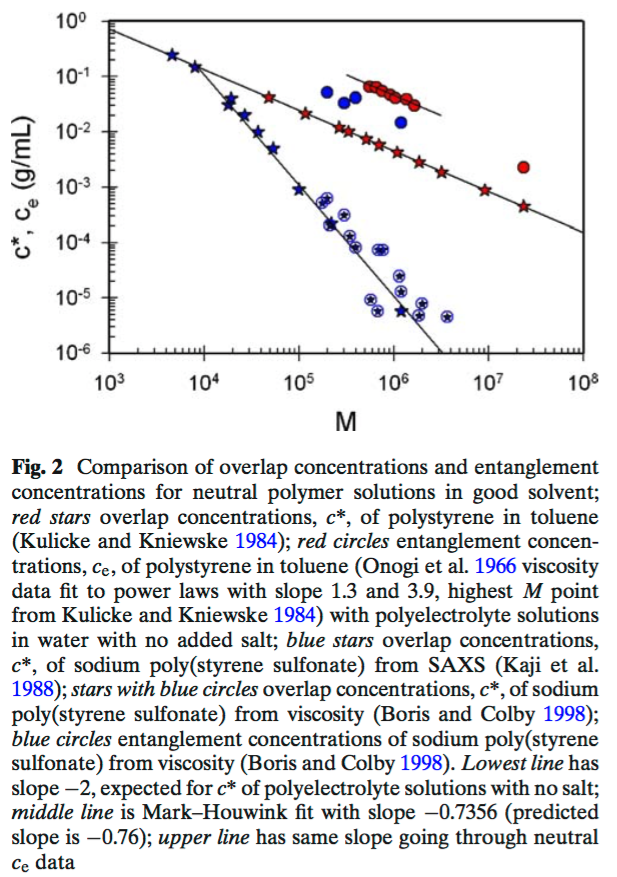 10⁰
10⁻¹
10⁻²
10⁻³
10⁻⁴
10⁻⁵
10⁻⁶
c*, cₑ (g/mL)
10³ 10⁴ 10⁵ 10⁶ 10⁷ 10⁸
M
Fig. 2 Comparison of overlap concentrations and entanglement
concentrations for neutral polymer solutions in good solvent;
red stars overlap concentrations, c*, of polystyrene in toluene
(Kulicke and Kniewske 1984); red circles entanglement concen-
trations, cₑ, of polystyrene in toluene (Onogi et al. 1966 viscosity
data fit to power laws with slope 1.3 and 3.9, highest M point
from Kulicke and Kniewske 1984) with polyelectrolyte solutions
in water with no added salt; blue stars overlap concentrations,
c*, of sodium poly(styrene sulfonate) from SAXS (Kaji et al.
1988); stars with blue circles overlap concentrations, c*, of sodium
poly(styrene sulfonate) from viscosity (Boris and Colby 1998);
blue circles entanglement concentrations of sodium poly(styrene
sulfonate) from viscosity (Boris and Colby 1998). Lowest line has
slope −2, expected for c* of polyelectrolyte solutions with no salt;
middle line is Mark–Houwink fit with slope −0.7356 (predicted
slope is −0.76); upper line has same slope going through neutral
cₑ data